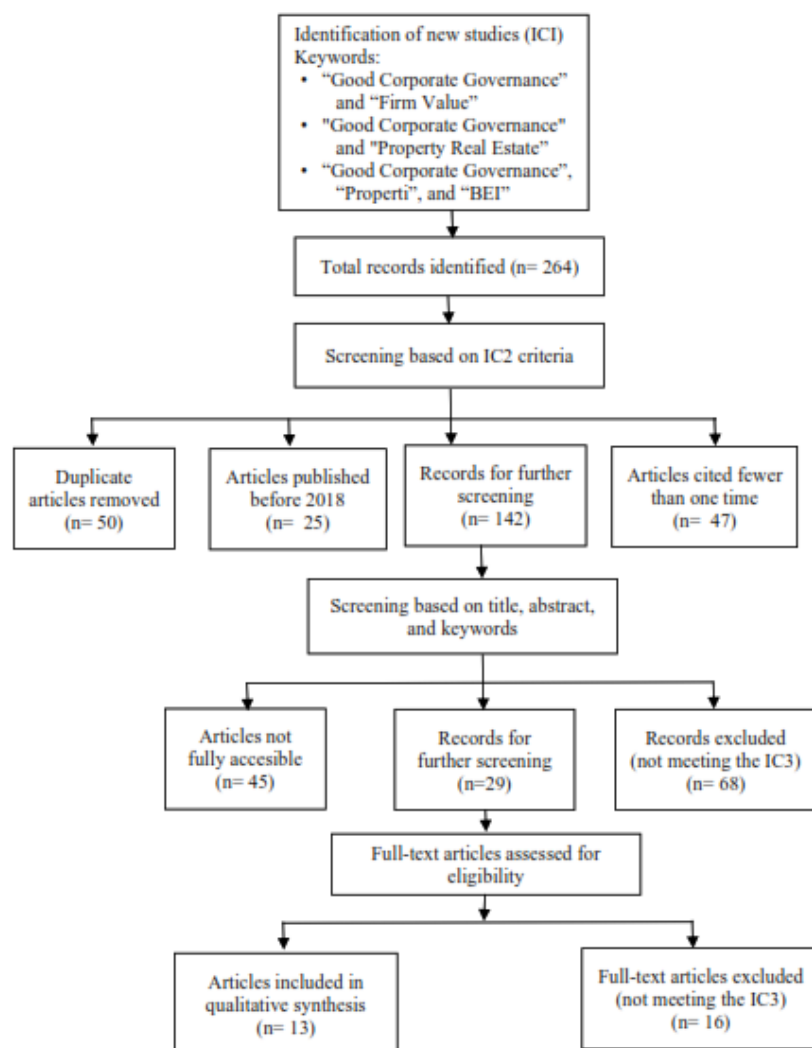 Identification of new studies (ICI)
Keywords:
• “Good Corporate Governance”
and “Firm Value”
• "Good Corporate Governance"
and "Property Real Estate”
• “Good Corporate Governance”,
“Properti”, and “BEI”
Total records identified (n= 264)
Screening based on IC2 criteria
Duplicate
articles removed
(n= 50)
Articles published
before 2018
(n= 25)
Records for further
screening
(n= 142)
Articles cited fewer
than one time
(n= 47)
Screening based on title, abstract,
and keywords
Articles not
fully accesible
(n= 45)
Records for
further screening
(n=29)
Records excluded
(not meeting the IC3)
(n= 68)
Full-text articles assessed for
eligibility
Articles included in
qualitative synthesis
(n= 13)
Full-text articles excluded
(not meeting the IC3)
(n= 16)